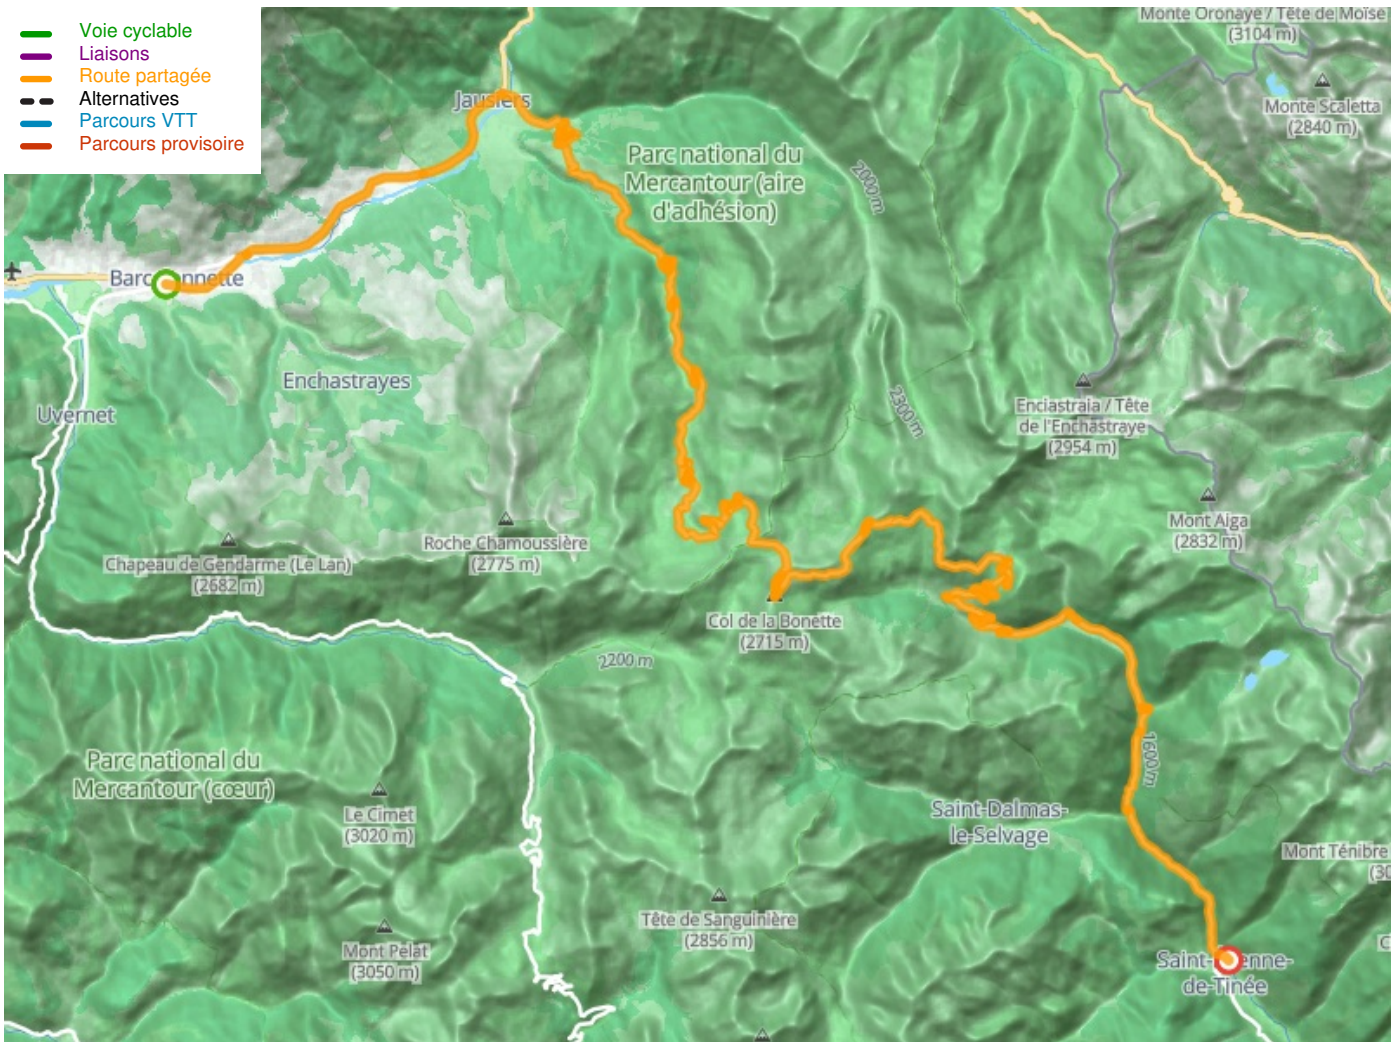 Voie cyclable
Liaisons
Route partagée
Alternatives
Parcours VTT
Parcours provisoire
Monte Oronaye / Tête de Moïse
(3104 m)
Monte Scaletta
(2840 m)
Jausiers
Parc national du
Mercantour (aire
d'adhésion)
2000 m
Enchastrayes
Uvernet
2300 m
Enciastraia / Tête
de l'Enchastraye
(2954 m)
Mont Aiga
(2832 m)
Roche Chamoussière
(2775 m)
Chapeau de Gendarme (Le Lan)
(2682 m)
Col de la Bonette
(2715 m)
2200 m
1600 m
Parc national du
Mercantour (cœur)
Le Cimet
(3020 m)
Saint-Dalmas-
le-Selvage
Mont Ténibre
(30
Tête de Sanguinière
(2856 m)
Mont Pelat
(3050 m)
C
de-Tinée